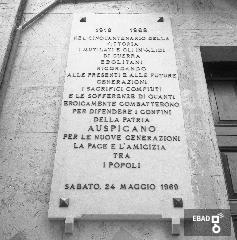 1918 1968
NEL CINQUANTENARIO DELLA
VITTORIA
I MUTILATI E GLI INVALIDI
DI GUERRA
EBOLITANI
RICORDANO
ALLE PRESENTI E ALLE FUTURE
GENERAZIONI
I SACRIFICI COMPIUTI
E LE SOFFERENZE DI QUANTI
EROICAMENTE COMBATTERONO
PER DIFENDERE I CONFINI
DELLA PATRIA
AUSPICANO
PER LE NUOVE GENERAZIONI
LA PACE E L'AMICIZIA
TRA
I POPOLI
SABATO, 24 MAGGIO 1969
EBAD